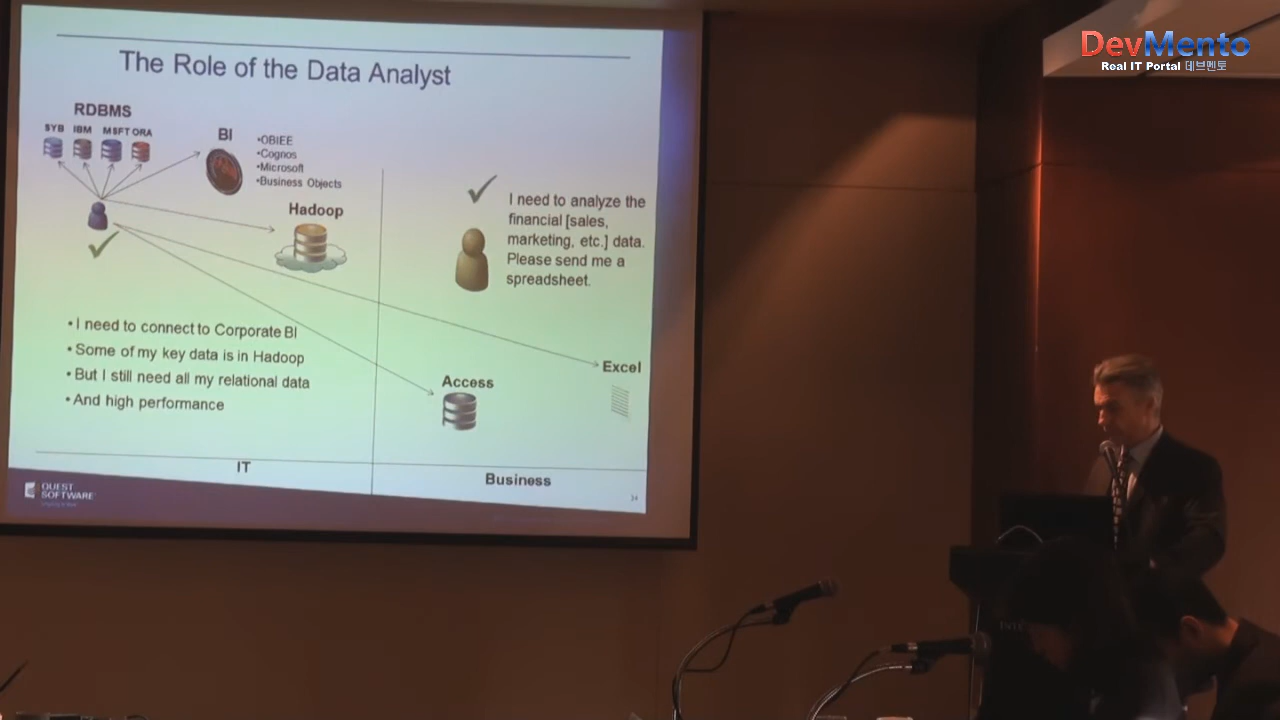 DevMento
Real IT Portal 데브멘토
The Role of the Data Analyst
RDBMS
SYB IBM MSFT ORA
BI
•OBIEE
•Cognos
•Microsoft
•Business Objects
Hadoop
I need to analyze the
financial [sales,
marketing, etc.] data.
Please send me a
spreadsheet.
•I need to connect to Corporate BI
•Some of my key data is in Hadoop
•But I still need all my relational data
•And high performance
Access
Excel
IT
Business
QUEST
SOFTWARE
34